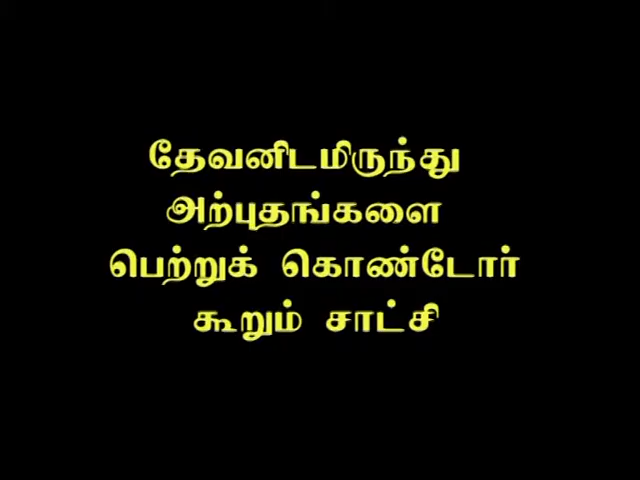 தேவனிடமிருந்து
அற்புதங்களை
பெற்றுக் கொண்டோர்
கூறும் சாட்சி